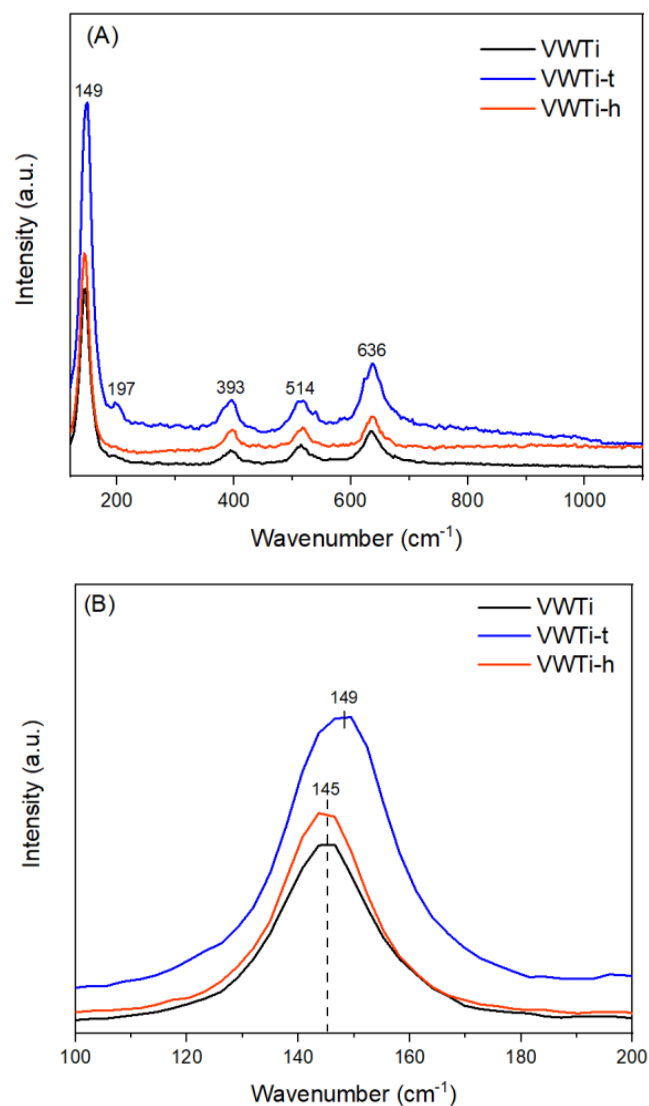 (A)
VWTi
VWTi-t
VWTi-h
149
197
393
514
636
Intensity (a.u.)
200 400 600 800 1000
Wavenumber (cm⁻¹)
(B)
VWTi
VWTi-t
VWTi-h
149
145
Intensity (a.u.)
100 120 140 160 180 200
Wavenumber (cm⁻¹)